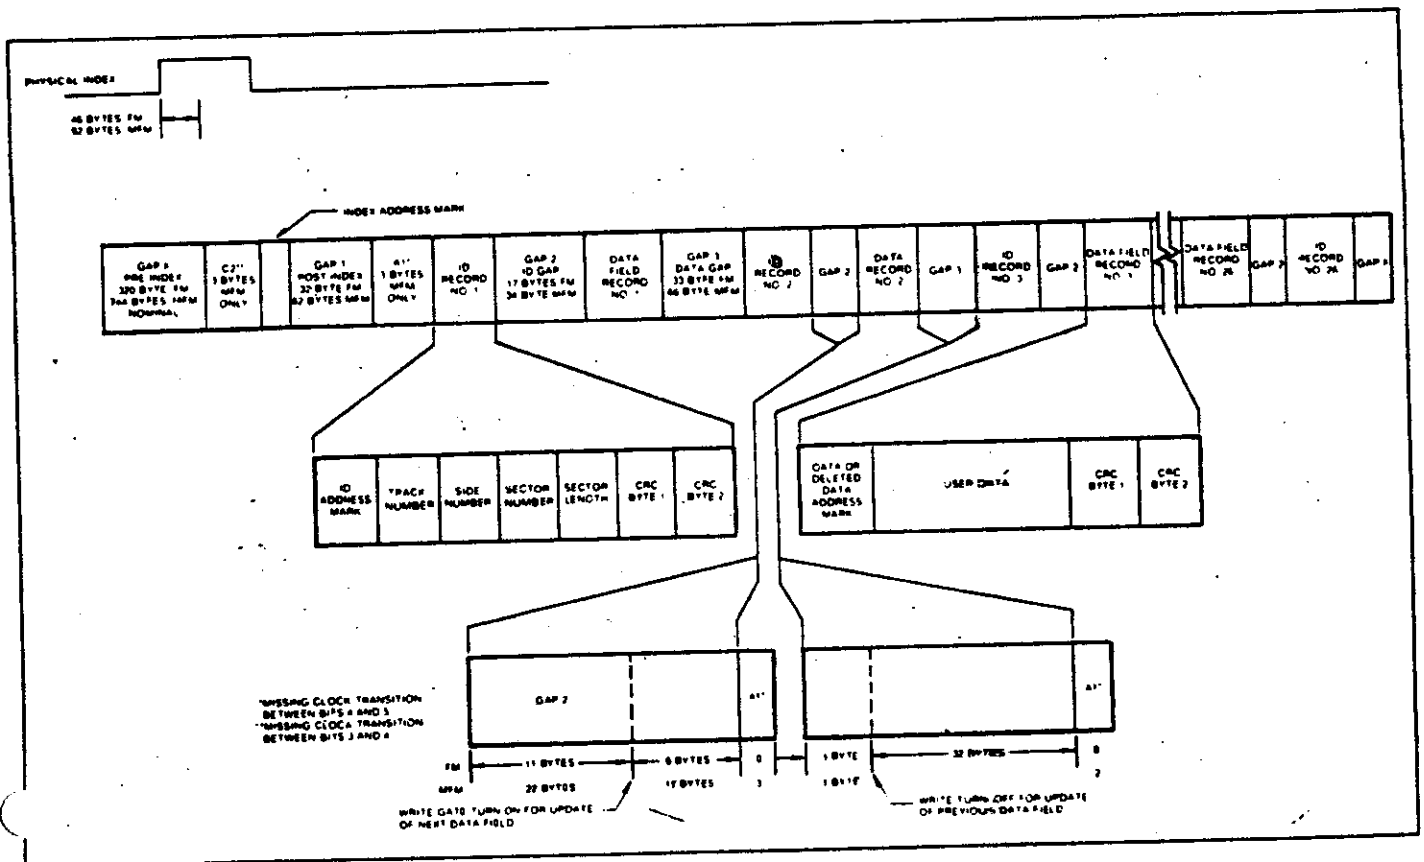 PHYSICAL INDEX
46 BYTES FM
92 BYTES MFM
INDEX ADDRESS MARK
GAP 4
PRE INDEX
320 BYTE FM
BYTES MFM
NOMINAL
C2**
3 BYTES
MFM
ONLY
GAP 1
POST INDEX
32 BYTE FM
62 BYTES MFM
A1*
3 BYTES
MFM
ONLY
ID
RECORD
NO. 1
GAP 2
ID GAP
17 BYTES FM
34 BYTE MFM
DATA
FIELD
RECORD
NO. 1
GAP 3
DATA GAP
33 BYTE FM
46 BYTE MFM
ID
RECORD
NO. 2
GAP 2
DATA
RECORD
NO. 2
GAP 3
ID
RECORD
NO. 3
GAP 2
DATA FIELD
RECORD
NO. 3
DATA FIELD
RECORD
NO. 26
GAP 2
ID
RECORD
NO. 26
GAP
ID
ADDRESS
MARK
TRACK
NUMBER
SIDE
NUMBER
SECTOR
NUMBER
SECTOR
LENGTH
CRC
BYTE 1
CRC
BYTE 2
DATA OR
DELETED
DATA
ADDRESS
MARK
USER DATA
CRC
BYTE 1
CRC
BYTE 2
*MISSING CLOCK TRANSITION
BETWEEN BITS 4 AND 5
**MISSING CLOCK TRANSITION
BETWEEN BITS 3 AND 4
GAP 2
A1*
A1*
FM
11 BYTES
6 BYTES
0
1 BYTE
32 BYTES
MFM
22 BYTES
12 BYTES
3
1 BYTE
WRITE GATE TURN ON FOR UPDATE
OF NEXT DATA FIELD
WRITE TURN OFF FOR UPDATE
OF PREVIOUS DATA FIELD